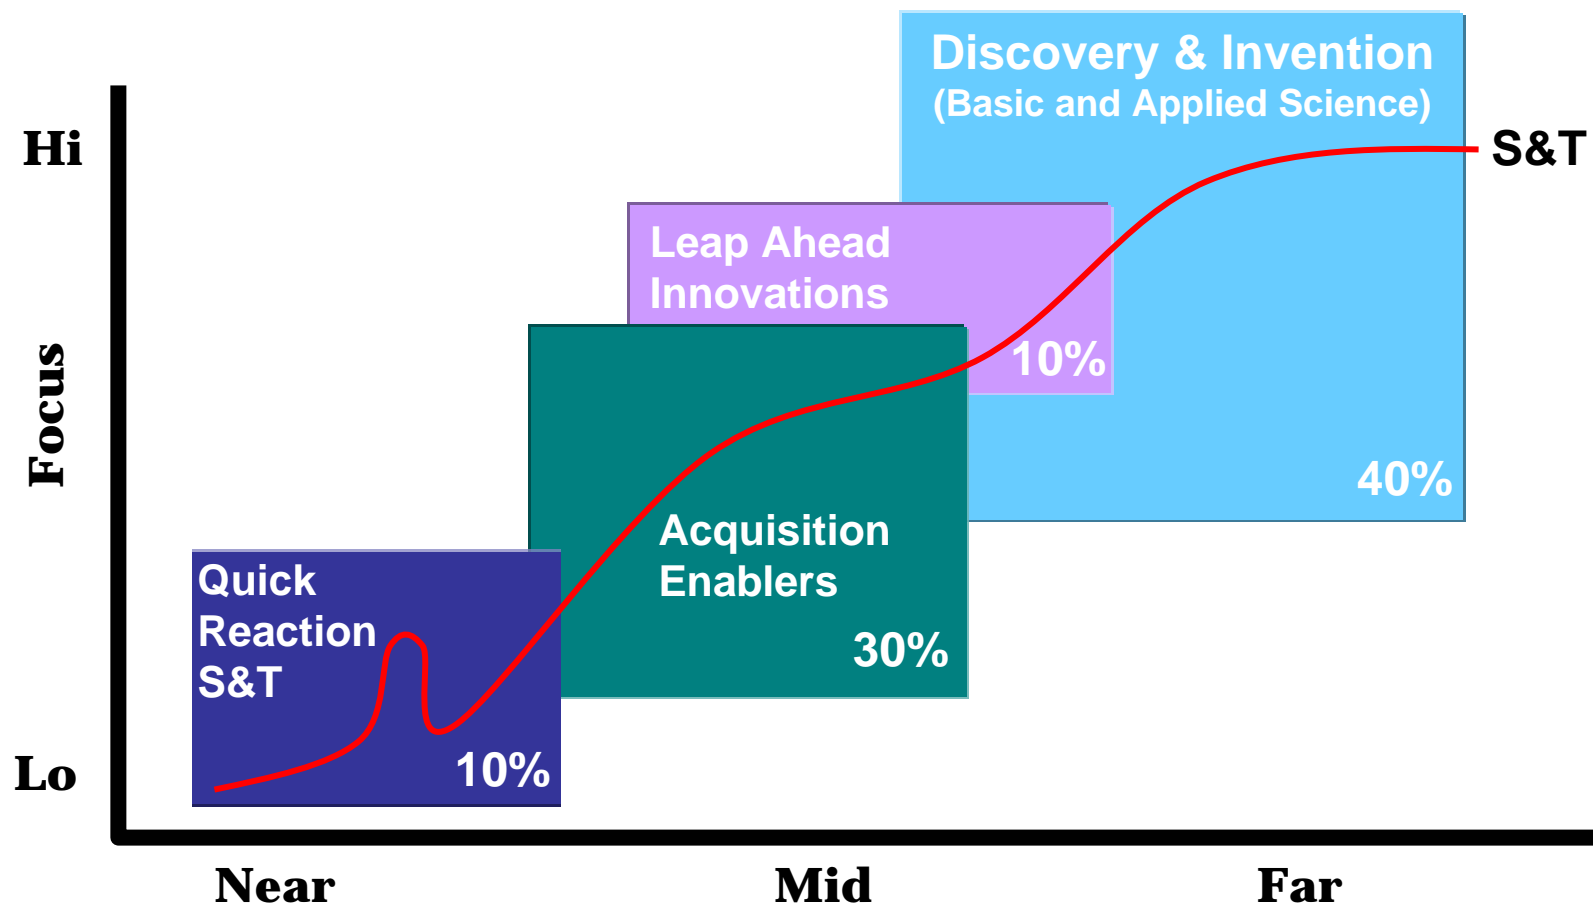 Discovery & Invention
(Basic and Applied Science)
Hi
S&T
Leap Ahead
Innovations
10%
Focus
40%
Acquisition
Enablers
30%
Quick
Reaction
S&T
10%
Lo
Near
Mid
Far